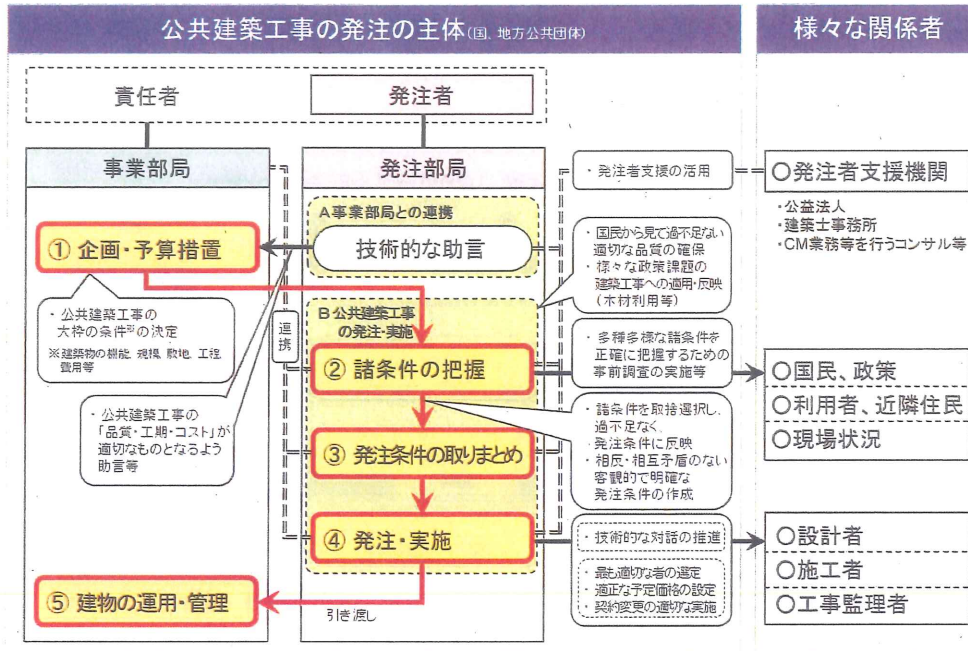 公共建築工事の発注の主体(国、地方公共団体)
様々な関係者
責任者
発注者
事業部局
発注部局
・発注者支援の活用
○発注者支援機関
・公益法人
・建築士事務所
・CM業務等を行うコンサル等
A事業部局との連携
技術的な助言
① 企画・予算措置
・国民から見て過不足ない
適切な品質の確保
・様々な政策課題の
建築工事への適用・反映
(木材利用等)
・公共建築工事の
大枠の条件※の決定
※建築物の機能、規模、敷地、工程、
費用等
連携
B公共建築工事
の発注・実施
② 諸条件の把握
・多種多様な諸条件を
正確に把握するための
事前調査の実施等
○国民、政策
○利用者、近隣住民
○現場状況
・公共建築工事の
「品質・工期・コスト」が
適切なものとなるよう
助言等
③ 発注条件の取りまとめ
・諸条件を取捨選択し、
過不足なく、
発注条件に反映
・相反・相互矛盾のない
客観的で明確な
発注条件の作成
④ 発注・実施
・技術的な対話の推進
・最も適切な者の選定
・適正な予定価格の設定
・契約変更の適切な実施
○設計者
○施工者
○工事監理者
⑤ 建物の運用・管理
引き渡し